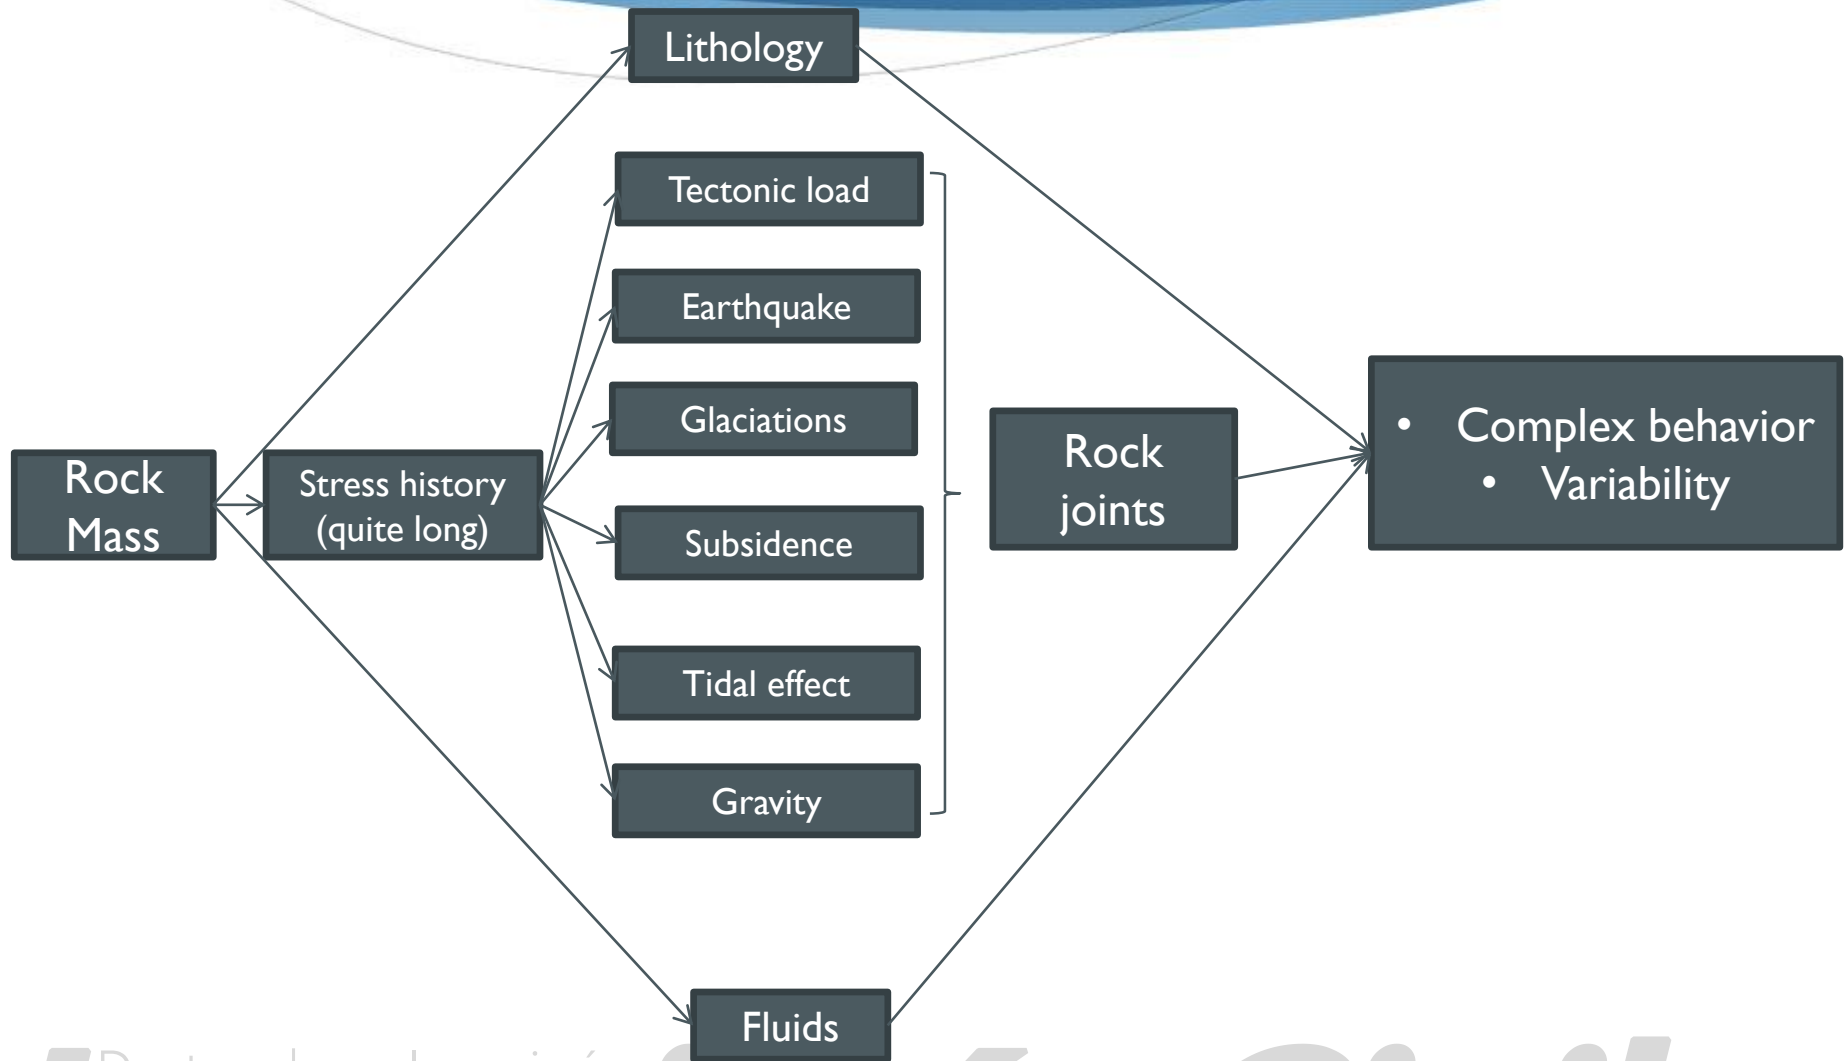 Lithology
Tectonic load
Earthquake
Glaciations
Rock
Mass
Stress history
(quite long)
Subsidence
Tidal effect
Gravity
Rock
joints
• Complex behavior
• Variability
Fluids